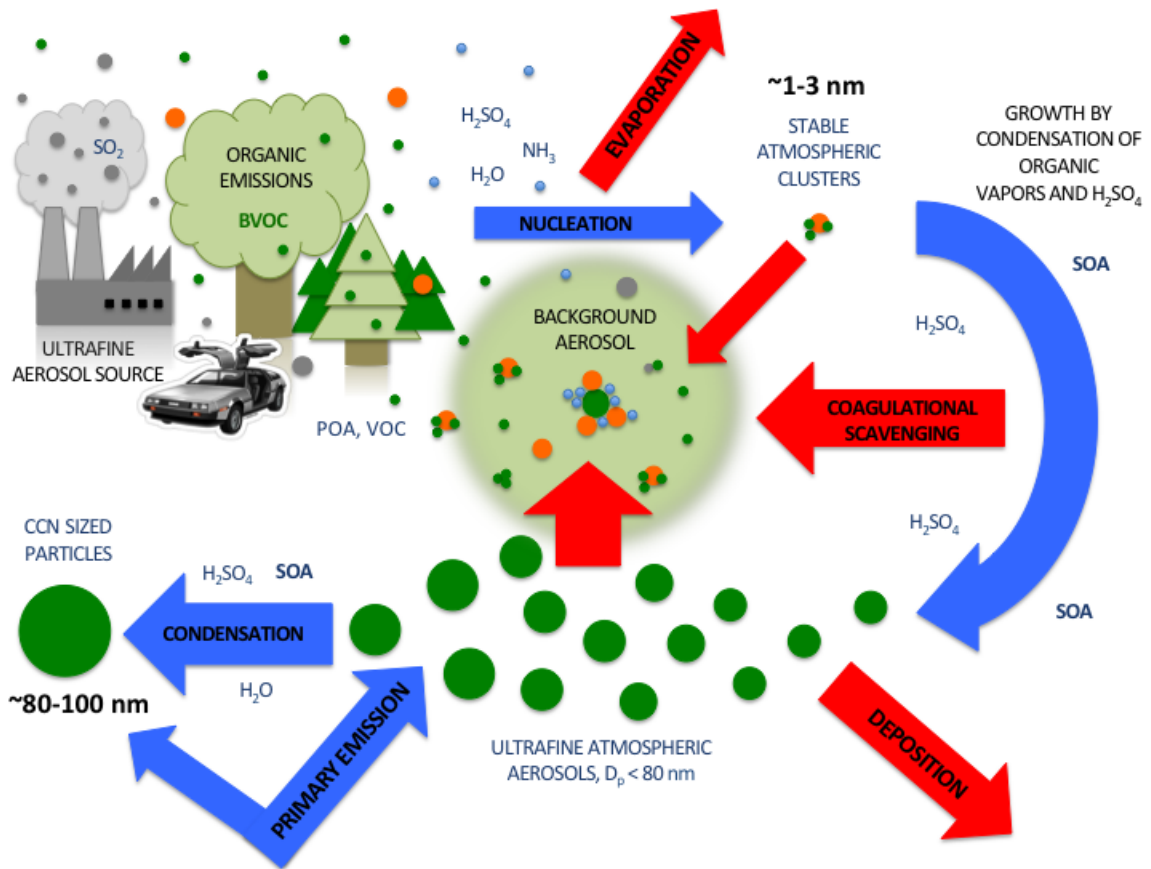 EVAPORATION
~1-3 nm
STABLE
ATMOSPHERIC
CLUSTERS
GROWTH BY
CONDENSATION OF
ORGANIC
VAPORS AND H₂SO₄
SO₂
ORGANIC
EMISSIONS
BVOC
H₂SO₄
NH₃
H₂O
NUCLEATION
SOA
H₂SO₄
BACKGROUND
AEROSOL
ULTRAFINE
AEROSOL SOURCE
POA, VOC
COAGULATIONAL
SCAVENGING
H₂SO₄
SOA
CCN SIZED
PARTICLES
H₂SO₄ SOA
CONDENSATION
H₂O
~80-100 nm
PRIMARY EMISSION
ULTRAFINE ATMOSPHERIC
AEROSOLS, Dₚ < 80 nm
DEPOSITION